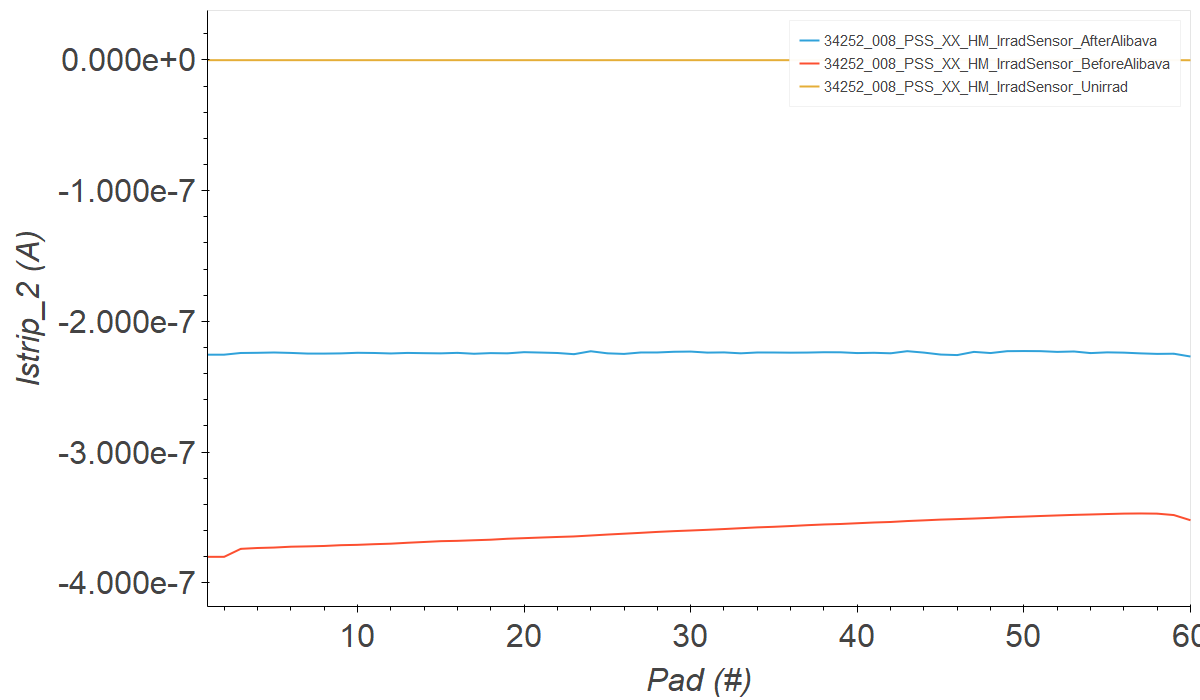 34252_008_PSS_XX_HM_IrradSensor_AfterAlibava
34252_008_PSS_XX_HM_IrradSensor_BeforeAlibava
34252_008_PSS_XX_HM_IrradSensor_Unirrad
0.000e+0
-1.000e-7
-2.000e-7
-3.000e-7
-4.000e-7
Istrip_2 (A)
10 20 30 40 50 60
Pad (#)